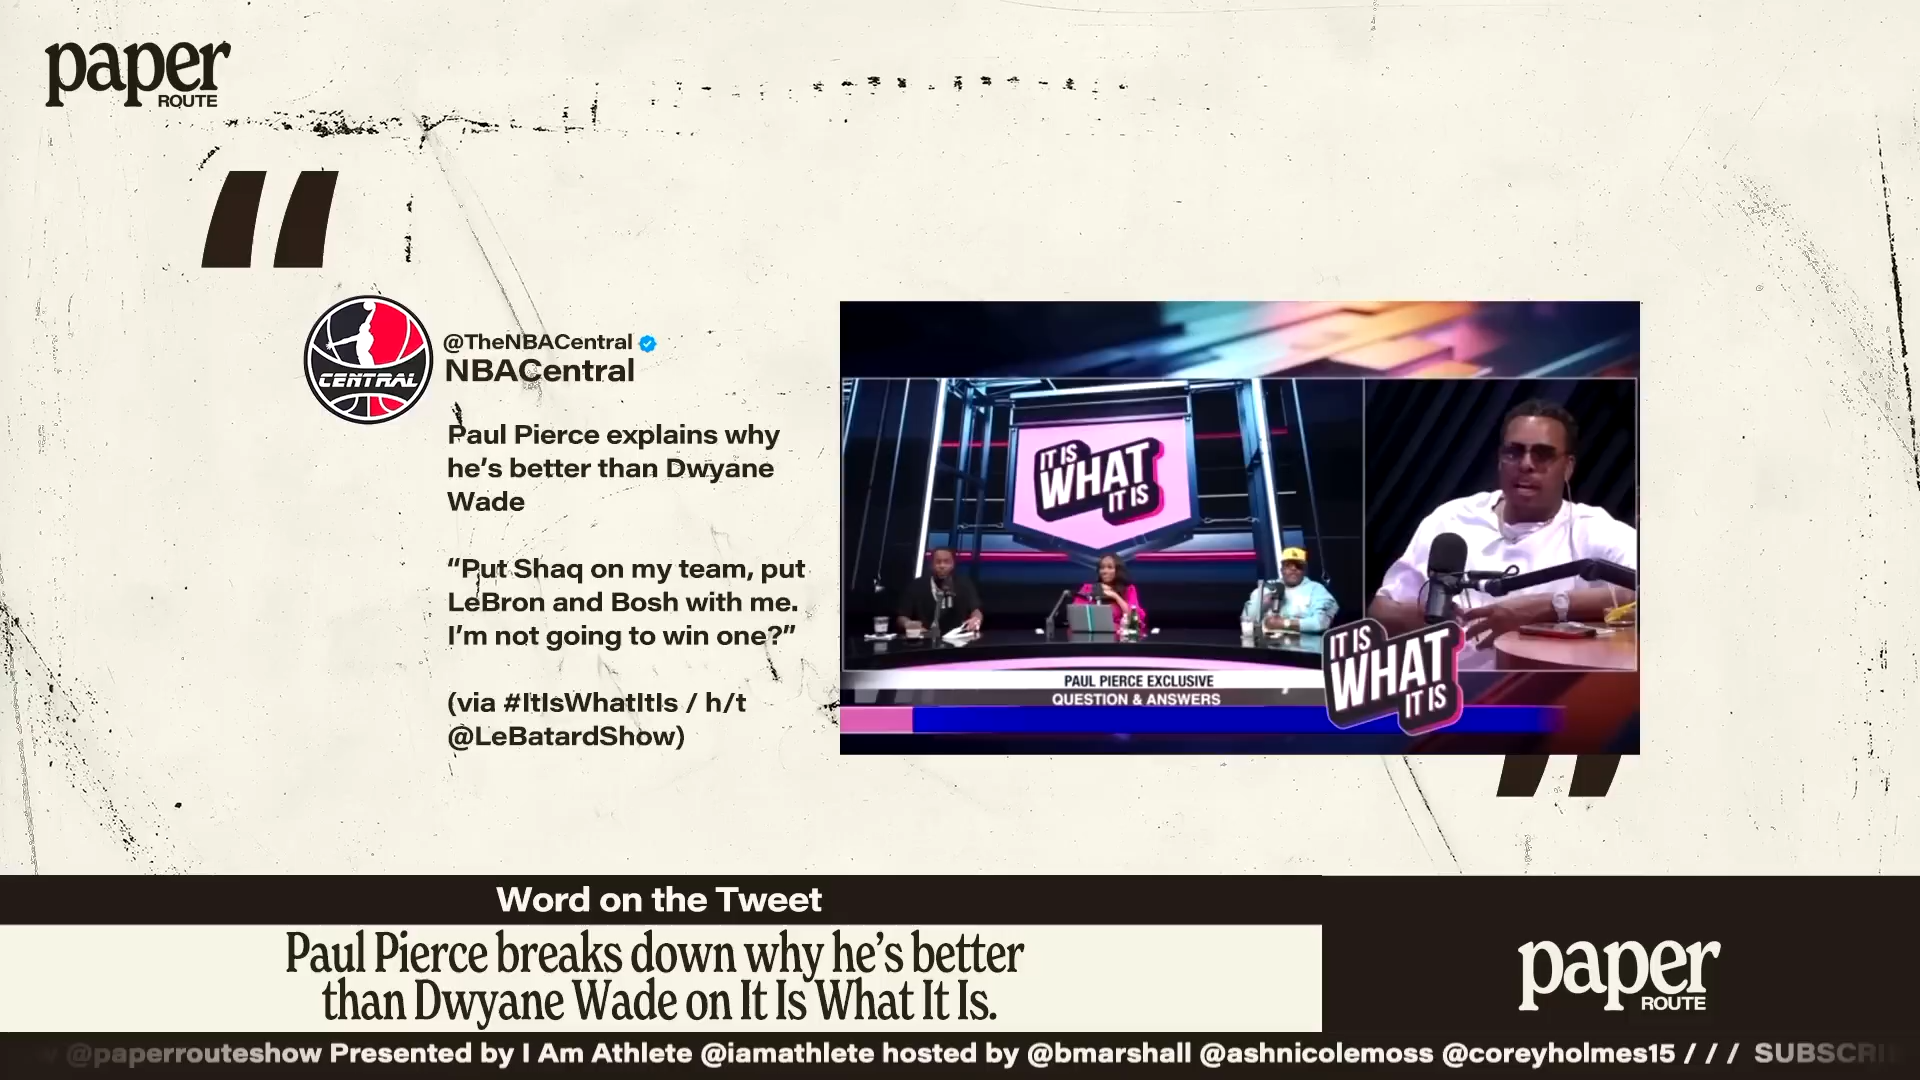 paper
ROUTE
“
CENTRAL
@TheNBACentral
NBACentral
Paul Pierce explains why
he’s better than Dwyane
Wade
“Put Shaq on my team, put
LeBron and Bosh with me.
I’m not going to win one?”
(via #ItIsWhatItIs / h/t
@LeBatardShow)
IT IS
WHAT
IT IS
PAUL PIERCE EXCLUSIVE
QUESTION & ANSWERS
IT IS
WHAT
IT IS
”
Word on the Tweet
Paul Pierce breaks down why he’s better
than Dwyane Wade on It Is What It Is.
paper
ROUTE
@paperrouteshow Presented by I Am Athlete @iamathlete hosted by @bmarshall @ashnicolemoss @coreyholmes15 / / / SUBSCRI